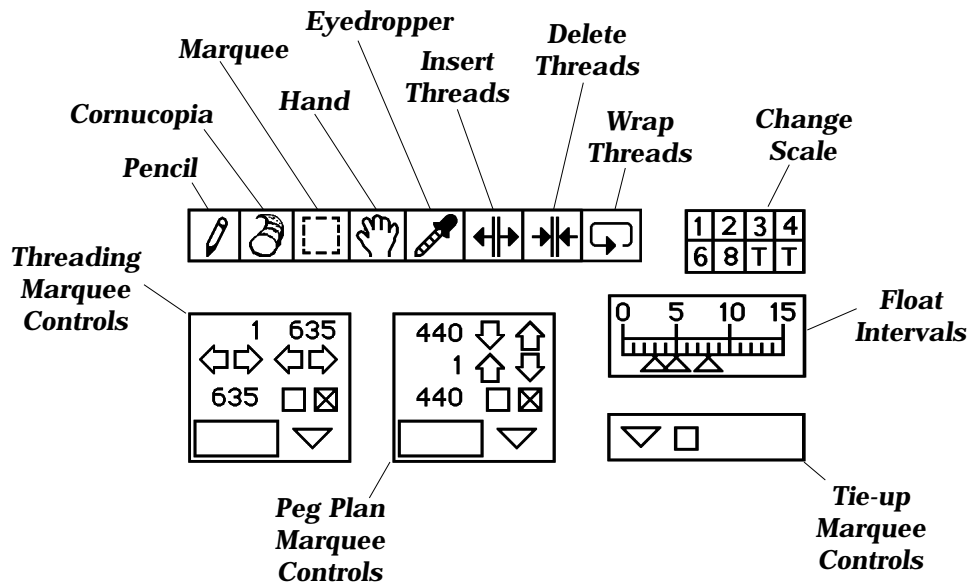 Eyedropper
Marquee
Insert
Threads
Delete
Threads
Hand
Cornucopia
Wrap
Threads
Change
Scale
Pencil
1 2 3 4
6 8 T T
Threading
Marquee
Controls
1 635
635
440
1
440
0 5 10 15
Float
Intervals
Peg Plan
Marquee
Controls
Tie-up
Marquee
Controls